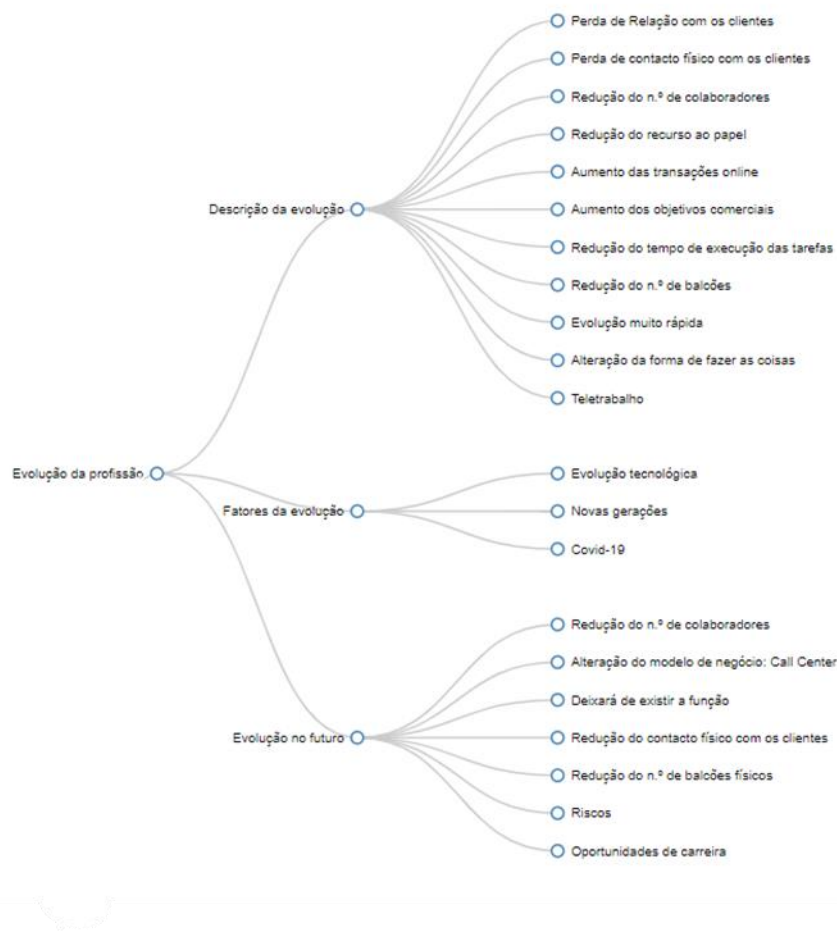 Perda de Relação com os clientes
Perda de contacto físico com os clientes
Redução do n.º de colaboradores
Redução do recurso ao papel
Aumento das transações online
Descrição da evolução
Aumento dos objetivos comerciais
Redução do tempo de execução das tarefas
Redução do n.º de balcões
Evolução muito rápida
Alteração da forma de fazer as coisas
Teletrabalho
Evolução da profissão
Evolução tecnológica
Fatores da evolução
Novas gerações
Covid-19
Redução do n.º de colaboradores
Alteração do modelo de negócio: Call Center
Deixará de existir a função
Evolução no futuro
Redução do contacto físico com os clientes
Redução do n.º de balcões físicos
Riscos
Oportunidades de carreira